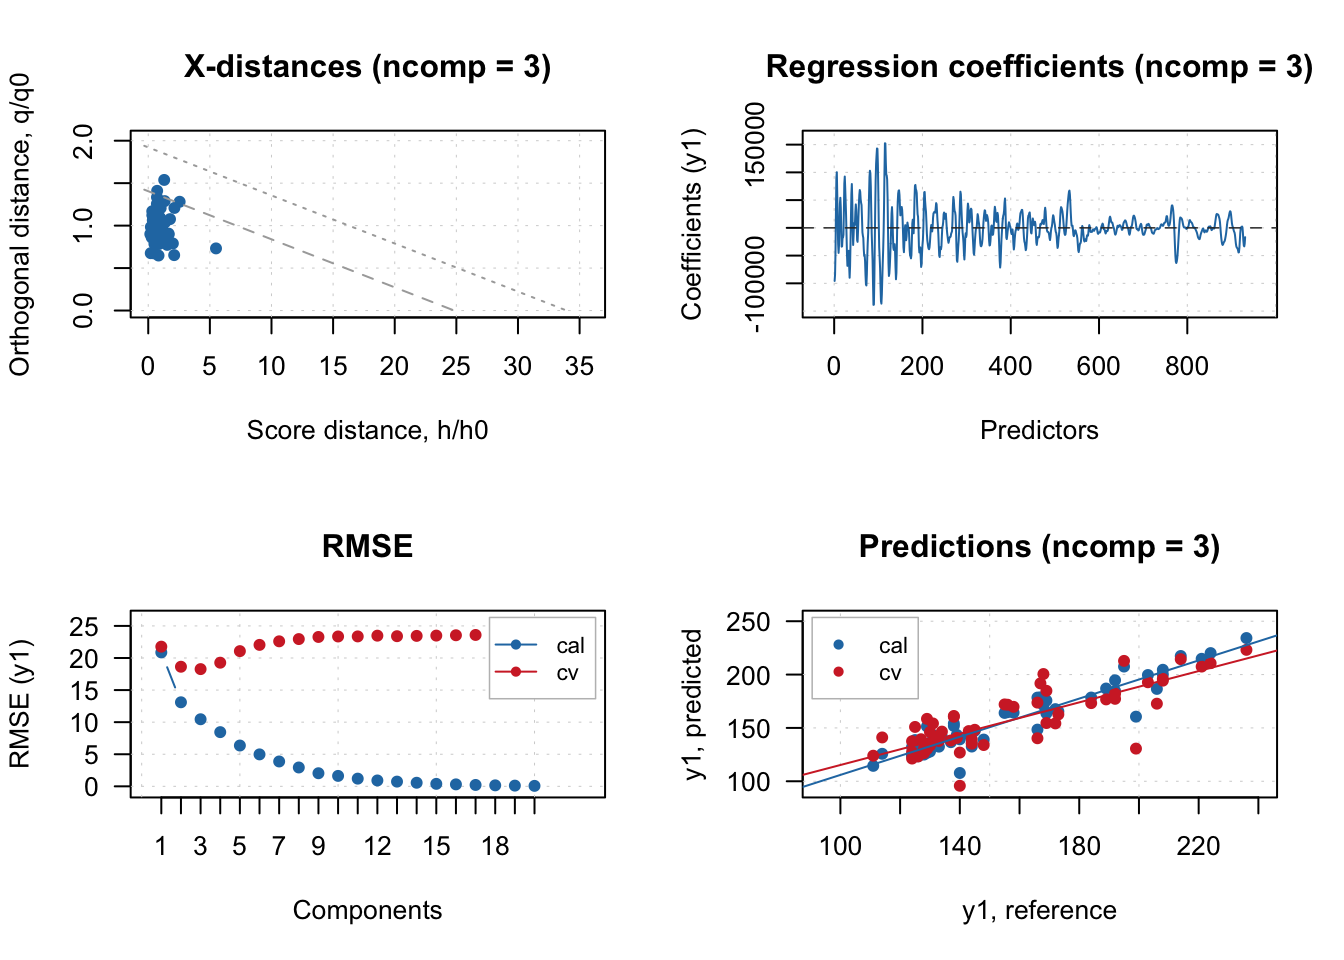 X-distances (ncomp = 3)
Orthogonal distance, q/q0
2.0
1.0
0.0
0 5 10 15 20 25 30 35
Score distance, h/h0
Regression coefficients (ncomp = 3)
Coefficients (y1)
150000
-100000
0 200 400 600 800
Predictors
RMSE
RMSE (y1)
25
20
15
10
5
0
cal
cv
1 3 5 7 9 12 15 18
Components
Predictions (ncomp = 3)
y1, predicted
250
200
150
100
cal
cv
100 140 180 220
y1, reference